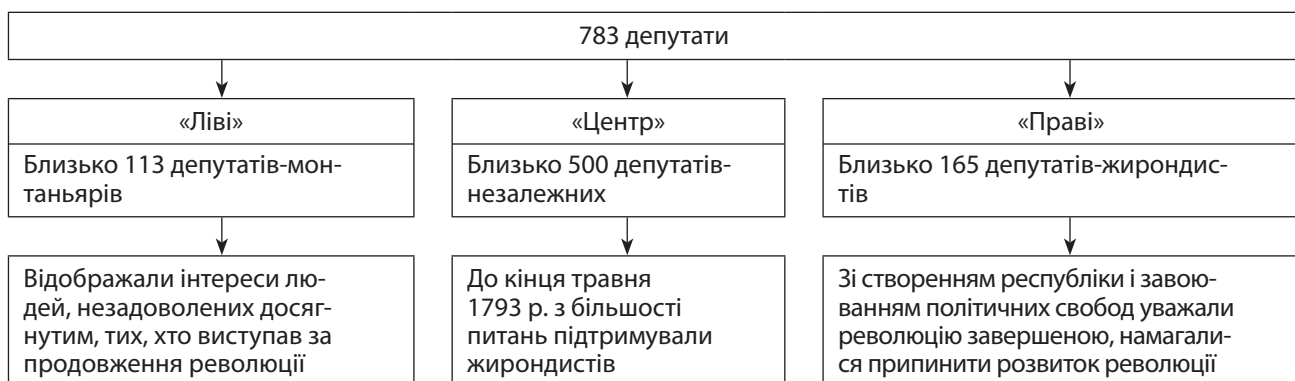 783 депутати
«Ліві»
Близько 113 депутатів-мон-
таньярів
Відображали інтереси лю-
дей, незадоволених досяг-
нутим, тих, хто виступав за
продовження революції
«Центр»
Близько 500 депутатів-
незалежних
До кінця травня
1793 р. з більшості
питань підтримували
жирондистів
«Праві»
Близько 165 депутатів-жирондис-
тів
Зі створенням республіки і завою-
ванням політичних свобод уважали
революцію завершеною, намагали-
ся припинити розвиток революції